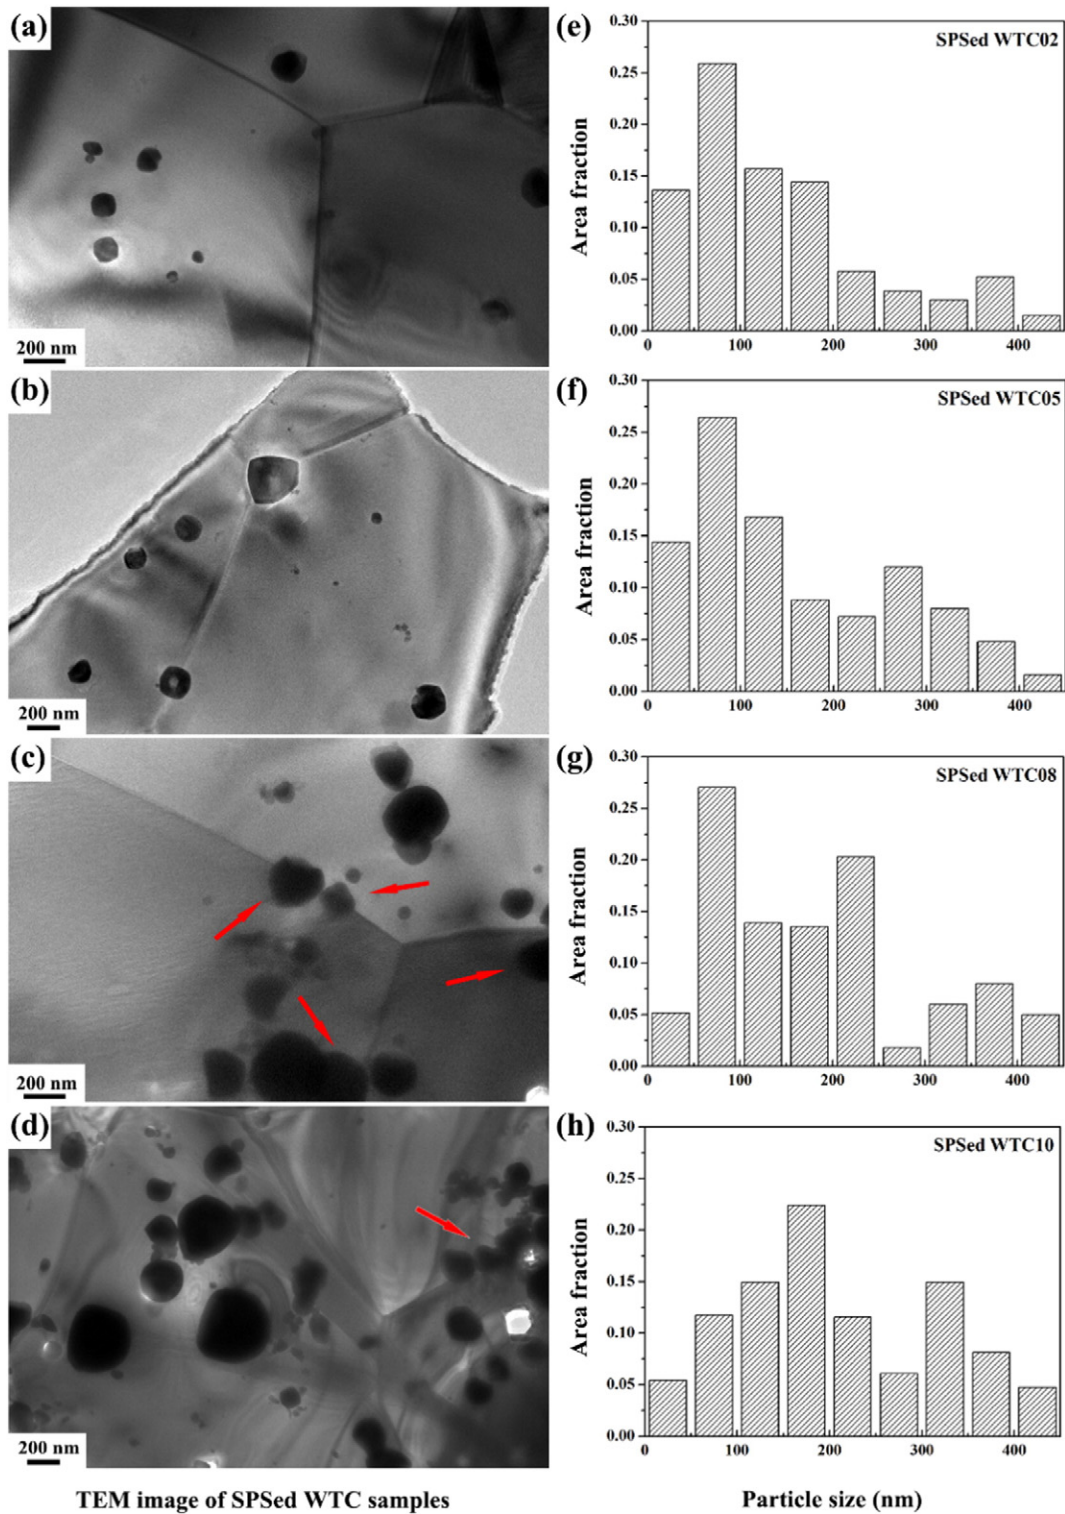 (a)
200 nm
(e)
SPSed WTC02
Area fraction
0.30
0.25
0.20
0.15
0.10
0.05
0.00
0 100 200 300 400
(b)
200 nm
(f)
SPSed WTC05
Area fraction
0.30
0.25
0.20
0.15
0.10
0.05
0.00
0 100 200 300 400
(c)
200 nm
(g)
SPSed WTC08
Area fraction
0.30
0.25
0.20
0.15
0.10
0.05
0.00
0 100 200 300 400
(d)
200 nm
(h)
SPSed WTC10
Area fraction
0.30
0.25
0.20
0.15
0.10
0.05
0.00
0 100 200 300 400
TEM image of SPSed WTC samples
Particle size (nm)